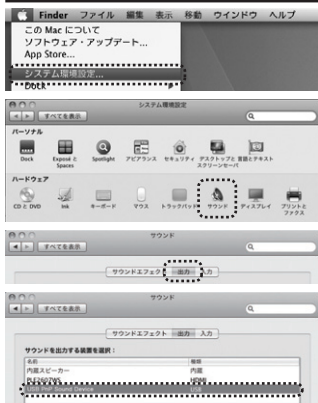 Finder ファイル 編集 表示 移動 ウインドウ ヘルプ
この Mac について
ソフトウェア・アップデート...
App Store...
システム環境設定...
Dock
システム環境設定
すべてを表示
パーソナル
Dock Exposé と Spaces Spotlight アピアランス セキュリティ デスクトップと スクリーンセーバ 言語とテキスト
ハードウェア
CD と DVD Ink キーボード マウス トラックパッド サウンド ディスプレイ プリントと ファクス
サウンド
すべてを表示
サウンドエフェクト 出力 入力
サウンド
すべてを表示
サウンドエフェクト 出力 入力
サウンドを出力する装置を選択：
名前 種類
内蔵スピーカー 内蔵
PLE2607WS HDMI
USB PnP Sound Device USB